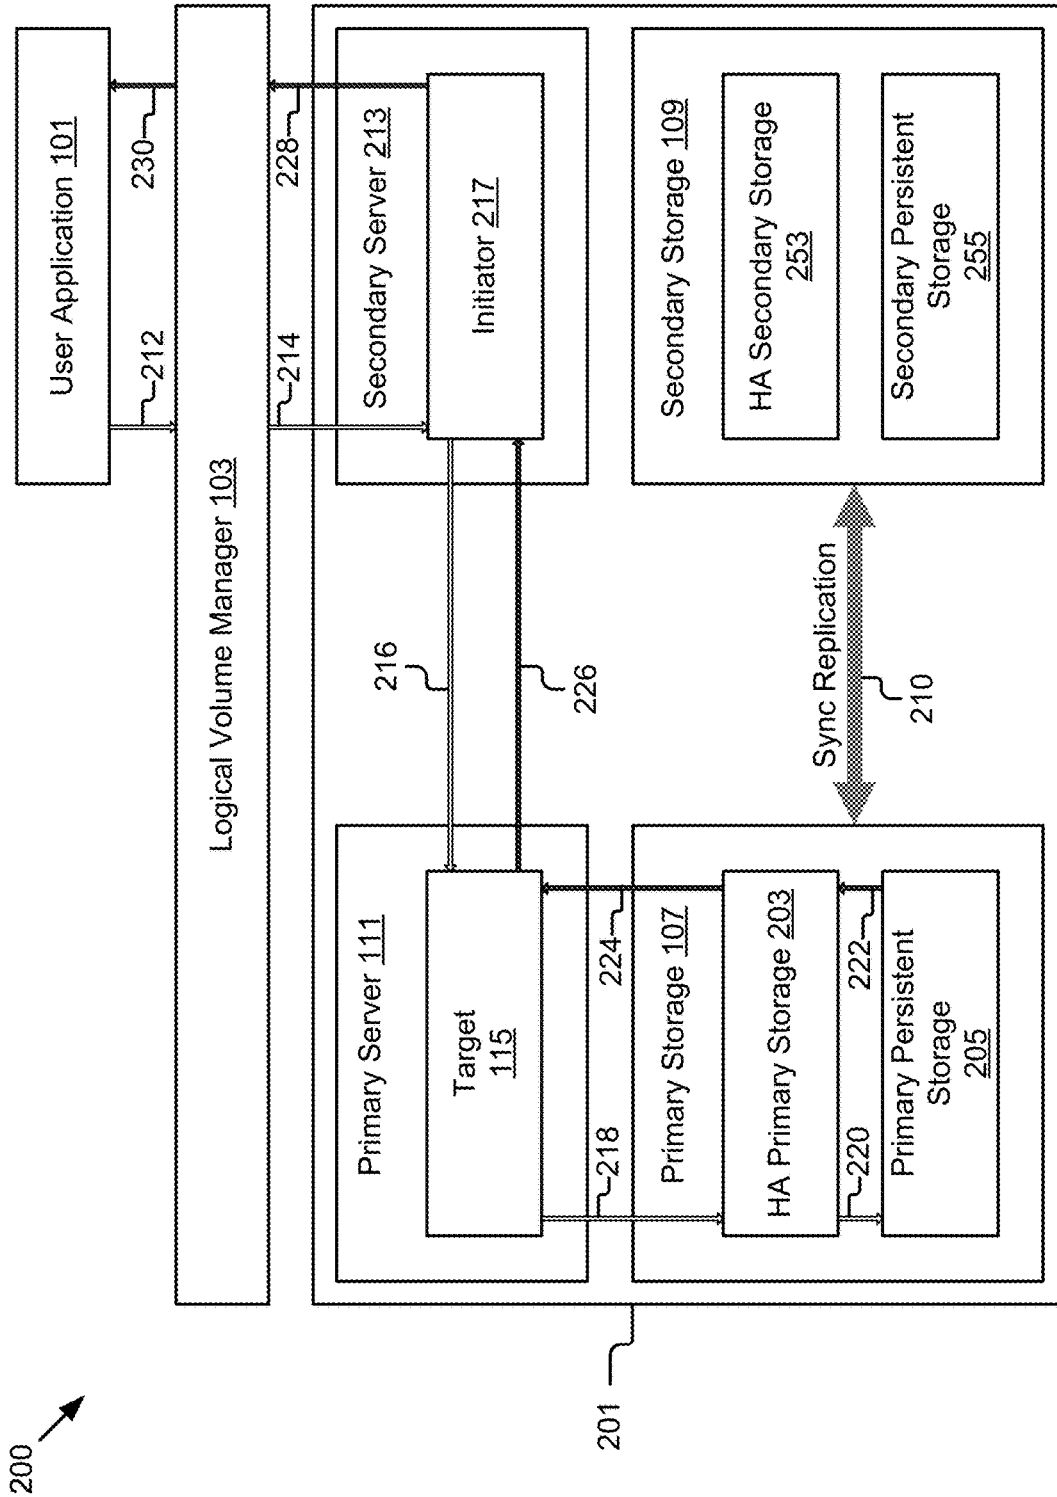 200
User Application 101
212
230
Logical Volume Manager 103
214
228
201
Primary Server 111
Target
115
216
226
Secondary Server 213
Initiator 217
218
224
Primary Storage 107
HA Primary Storage 203
220
222
Primary Persistent
Storage
205
Sync Replication
210
Secondary Storage 109
HA Secondary Storage
253
Secondary Persistent
Storage
255